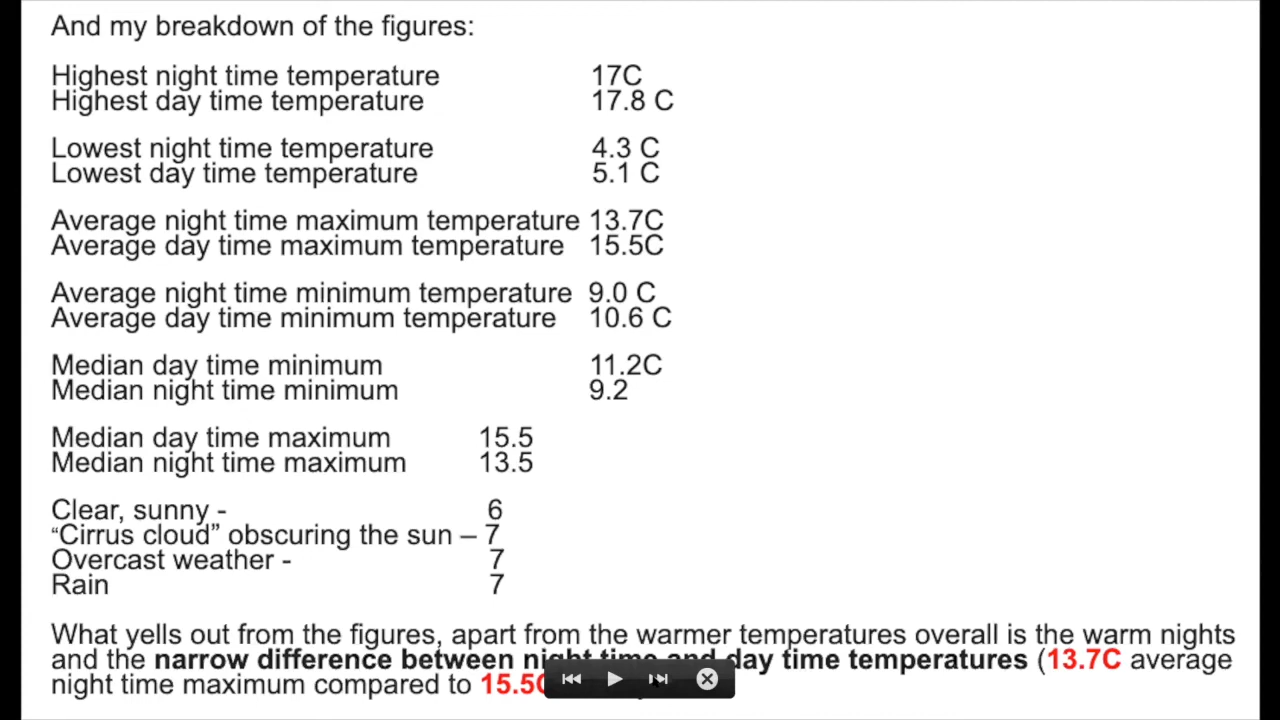 And my breakdown of the figures:
Highest night time temperature 17C
Highest day time temperature 17.8 C
Lowest night time temperature 4.3 C
Lowest day time temperature 5.1 C
Average night time maximum temperature 13.7C
Average day time maximum temperature 15.5C
Average night time minimum temperature 9.0 C
Average day time minimum temperature 10.6 C
Median day time minimum 11.2C
Median night time minimum 9.2
Median day time maximum 15.5
Median night time maximum 13.5
Clear, sunny - 6
“Cirrus cloud” obscuring the sun – 7
Overcast weather - 7
Rain 7
What yells out from the figures, apart from the warmer temperatures overall is the warm nights
and the narrow difference between night time and day time temperatures (13.7C average
night time maximum compared to 15.5C